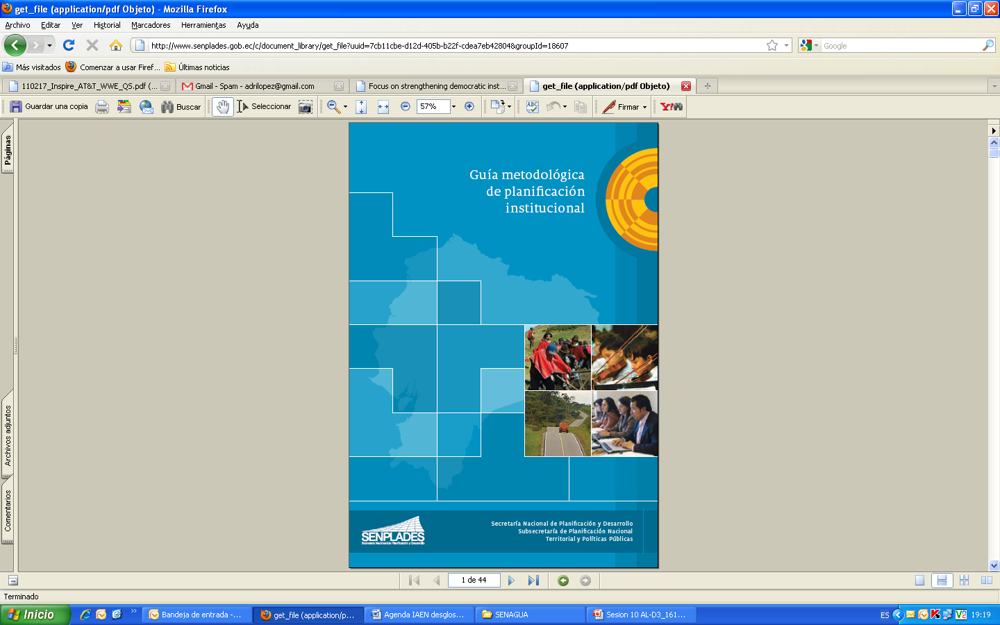 get_file (application/pdf Objeto) - Mozilla Firefox
Archivo Editar Ver Historial Marcadores Herramientas Ayuda
http://www.senplades.gob.ec/c/document_library/get_file?uuid=7cb11cbe-d12d-405b-b22f-cdea7eb42804&groupId=18607
Google
Más visitados Comenzar a usar Firef... Últimas noticias
110217_Inspire_AT&T_WWE_QS.pdf (... Gmail - Spam - adrilopez@gmail.com Focus on strengthening democratic inst... get_file (application/pdf Objeto)
Guardar una copia Buscar Seleccionar 57% Firmar Y!
Páginas
Archivos adjuntos
Comentarios
Guía metodológica
de planificación
institucional
SENPLADES
Secretaría Nacional de Planificación y Desarrollo
Secretaría Nacional de Planificación y Desarrollo
Subsecretaría de Planificación Nacional
Territorial y Políticas Públicas
1 de 44
Terminado
Inicio Bandeja de entrada -... get_file (application/p... Agenda IAEN desglos... SENAGUA Sesion 10 AL-D3_161... ES 19:19